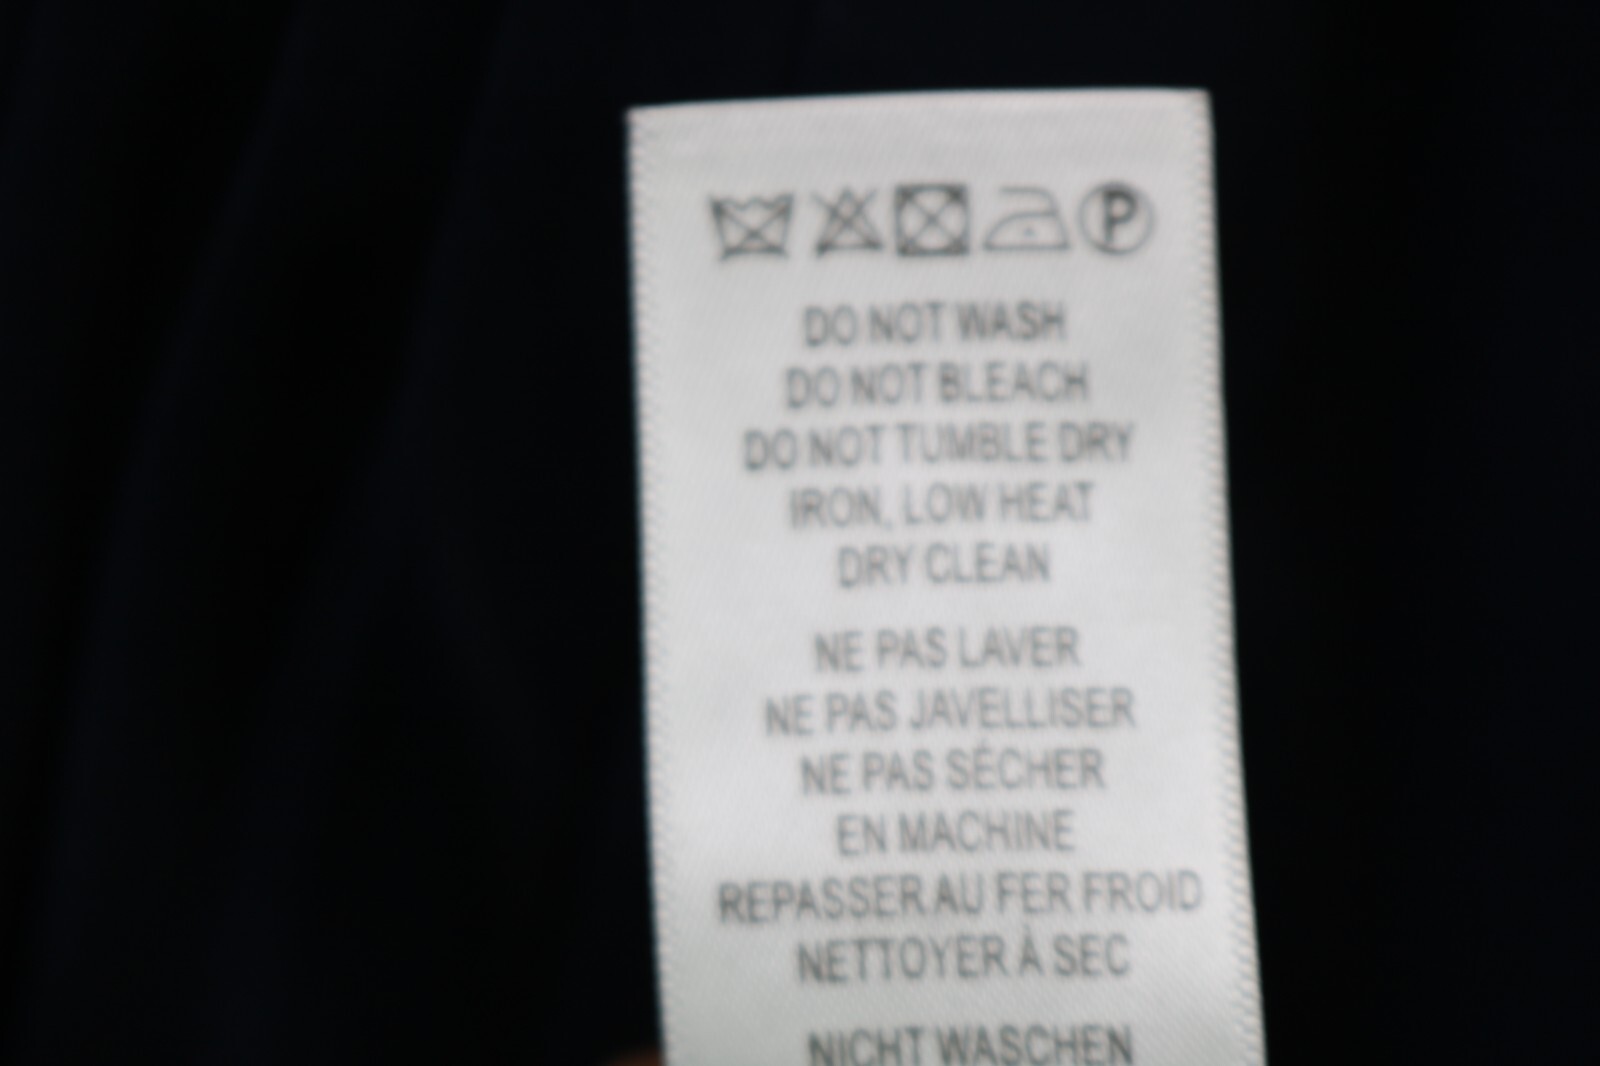 P
DO NOT WASH
DO NOT BLEACH
DO NOT TUMBLE DRY
IRON, LOW HEAT
DRY CLEAN
NE PAS LAVER
NE PAS JAVELLISER
NE PAS SÉCHER
EN MACHINE
REPASSER AU FER FROID
NETTOYER À SEC
NICHT WASCHEN